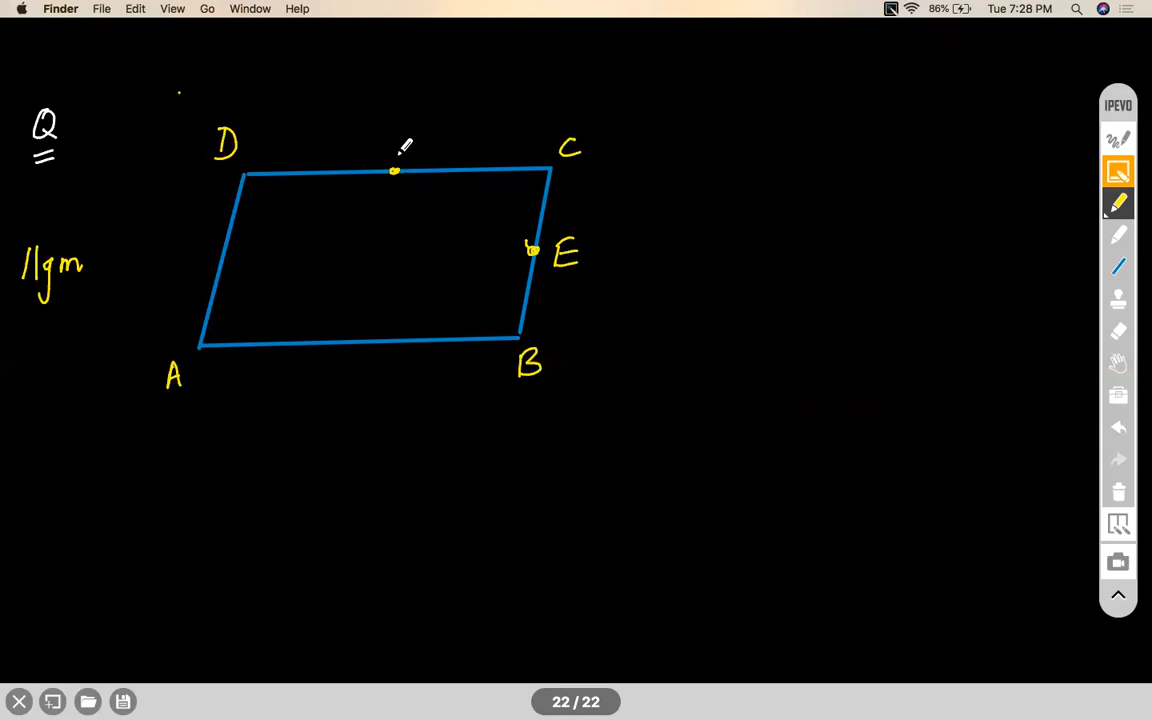 Finder File Edit View Go Window Help 86% Tue 7:28 PM
IPEVO
Q
D
C
E
||gm
A
B
22 / 22